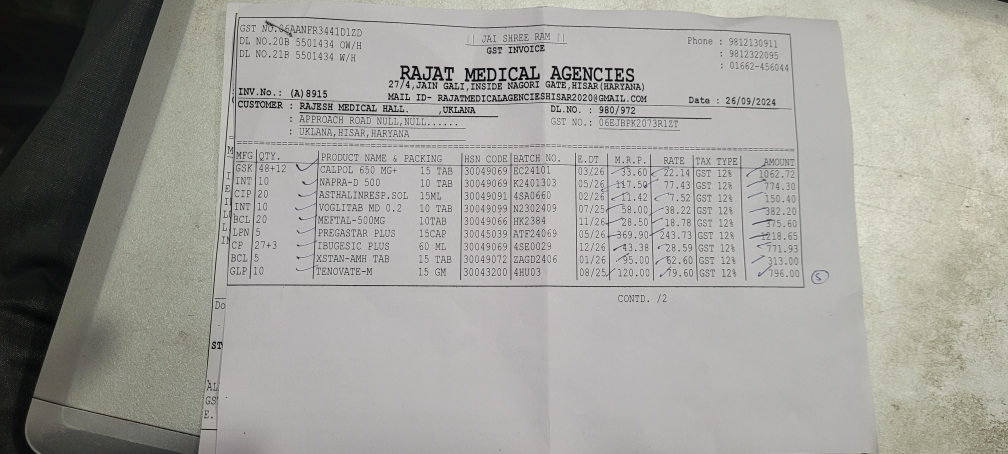 GST NO.06AANFR3441D1ZD
DL NO.20B 5501434 OW/H
DL NO.21B 5501434 W/H
|| JAI SHREE RAM ||
GST INVOICE
Phone : 9812130911
: 9812322095
: 01662-456044
RAJAT MEDICAL AGENCIES
27/4,JAIN GALI,INSIDE NAGORI GATE,HISAR(HARYANA)
INV.No.: (A)8915 MAIL ID- RAJATMEDICALAGENCIESHISAR2020@GMAIL.COM Date : 26/09/2024
CUSTOMER : RAJESH MEDICAL HALL. ,UKLANA DL.NO. : 980/972
: APPROACH ROAD NULL,NULL...... GST NO.: 06EJBPK2073R1ZT
: UKLANA,HISAR,HARYANA
MFG QTY. PRODUCT NAME & PACKING HSN CODE BATCH NO. E.DT M.R.P. RATE TAX TYPE AMOUNT
GSK 48+12 CALPOL 650 MG+ 15 TAB 30049069 EC24101 03/26 33.60 22.14 GST 12% 1062.72
INT 10 NAPRA-D 500 10 TAB 30049069 K2401303 05/26 117.50 77.43 GST 12% 774.30
CIP 20 ASTHALINRESP.SOL 15ML 30049091 4SA0660 02/26 11.42 7.52 GST 12% 150.40
INT 10 VOGLITAB MD 0.2 10 TAB 30049099 N2302409 07/25 58.00 38.22 GST 12% 382.20
BCL 20 MEFTAL-500MG 10TAB 30049066 HK2384 11/26 28.50 18.78 GST 12% 375.60
LPN 5 PREGASTAR PLUS 15CAP 30045039 ATF24069 05/26 369.90 243.73 GST 12% 1218.65
CP 27+3 IBUGESIC PLUS 60 ML 30049069 4SE0029 12/26 43.38 28.59 GST 12% 771.93
BCL 5 XSTAN-AMH TAB 15 TAB 30049072 ZAGD2406 01/26 95.00 62.60 GST 12% 313.00
GLP 10 TENOVATE-M 15 GM 30043200 4HU03 08/25 120.00 79.60 GST 12% 796.00
CONTD. /2
Do
ST
AL
GS
E.